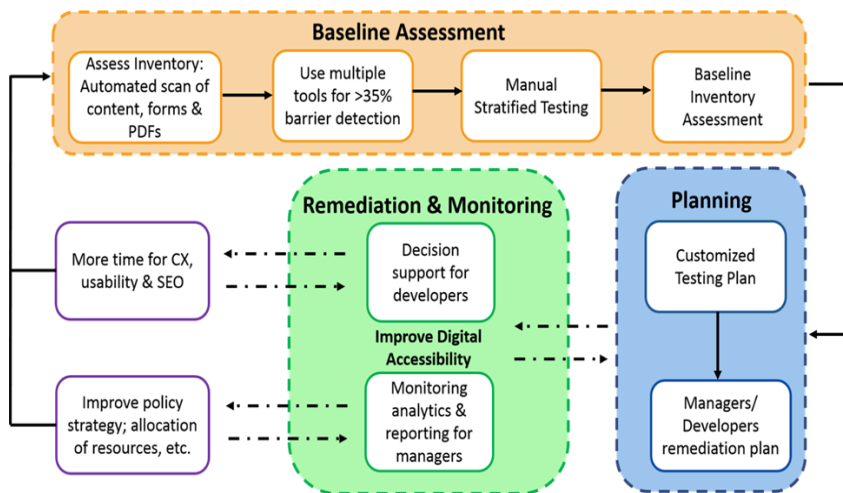 Baseline Assessment
Assess Inventory:
Automated scan of
content, forms &
PDFs
Use multiple
tools for >35%
barrier detection
Manual
Stratified Testing
Baseline
Inventory
Assessment
Remediation & Monitoring
Planning
More time for CX,
usability & SEO
Decision
support for
developers
Customized
Testing Plan
Improve Digital
Accessibility
Improve policy
strategy; allocation
of resources, etc.
Monitoring
analytics &
reporting for
managers
Managers/
Developers
remediation plan